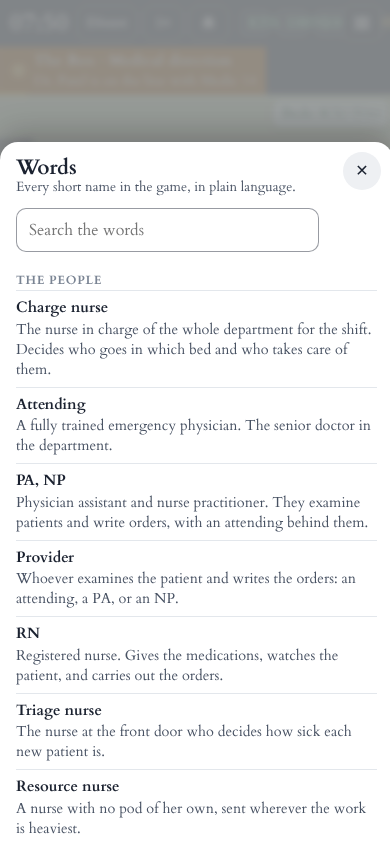 Words
Every short name in the game, in plain language.
Search the words
THE PEOPLE
Charge nurse
The nurse in charge of the whole department for the shift.
Decides who goes in which bed and who takes care of
them.
Attending
A fully trained emergency physician. The senior doctor in
the department.
PA, NP
Physician assistant and nurse practitioner. They examine
patients and write orders, with an attending behind them.
Provider
Whoever examines the patient and writes the orders: an
attending, a PA, or an NP.
RN
Registered nurse. Gives the medications, watches the
patient, and carries out the orders.
Triage nurse
The nurse at the front door who decides how sick each
new patient is.
Resource nurse
A nurse with no pod of her own, sent wherever the work
is heaviest.